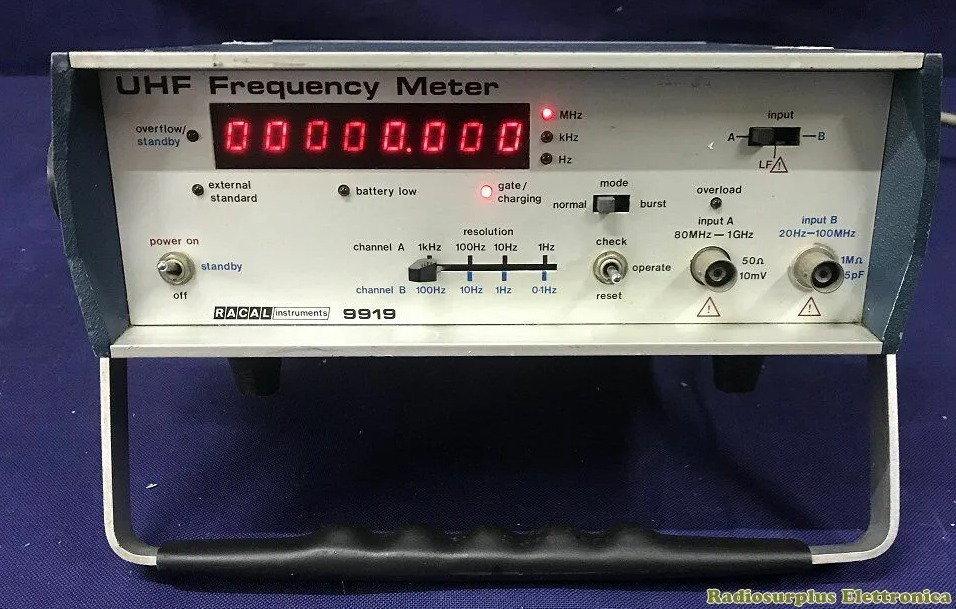 UHF Frequency Meter
overflow/
standby
00000.000
MHz
kHz
Hz
input
A
B
LF
external
standard
battery low
gate/
charging
mode
normal
burst
overload
input A
80MHz—1GHz
input B
20Hz—100MHz
50Ω
10mV
1MΩ
5pF
power on
standby
off
resolution
channel A 1kHz 100Hz 10Hz 1Hz
channel B 100Hz 10Hz 1Hz 0·1Hz
check
operate
reset
RACAL instruments 9919
Radiosurplus Elettronica